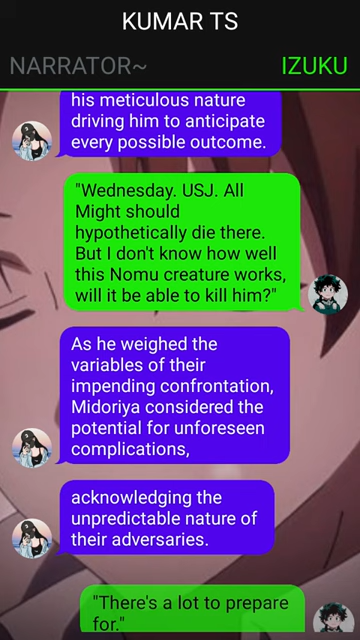 KUMAR TS
NARRATOR~
IZUKU
his meticulous nature
driving him to anticipate
every possible outcome.
"Wednesday. USJ. All
Might should
hypothetically die there.
But I don't know how well
this Nomu creature works,
will it be able to kill him?"
As he weighed the
variables of their
impending confrontation,
Midoriya considered the
potential for unforeseen
complications,
acknowledging the
unpredictable nature of
their adversaries.
"There's a lot to prepare
for."